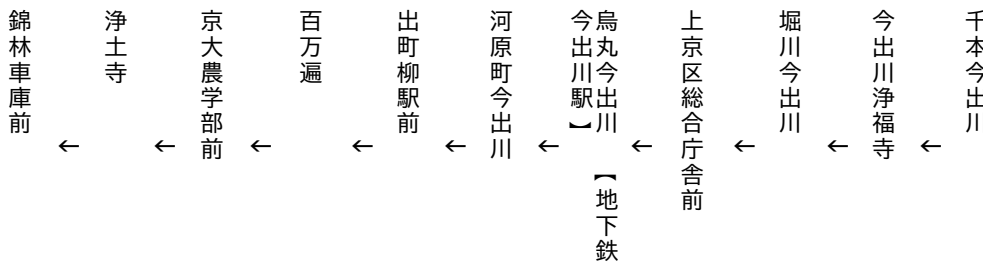 千本今出川
←
今出川浄福寺
←
堀川今出川
←
上京区総合庁舎前
←
烏丸今出川 【地下鉄
今出川駅】
←
河原町今出川
←
出町柳駅前
←
百万遍
←
京大農学部前
←
浄土寺
←
錦林車庫前